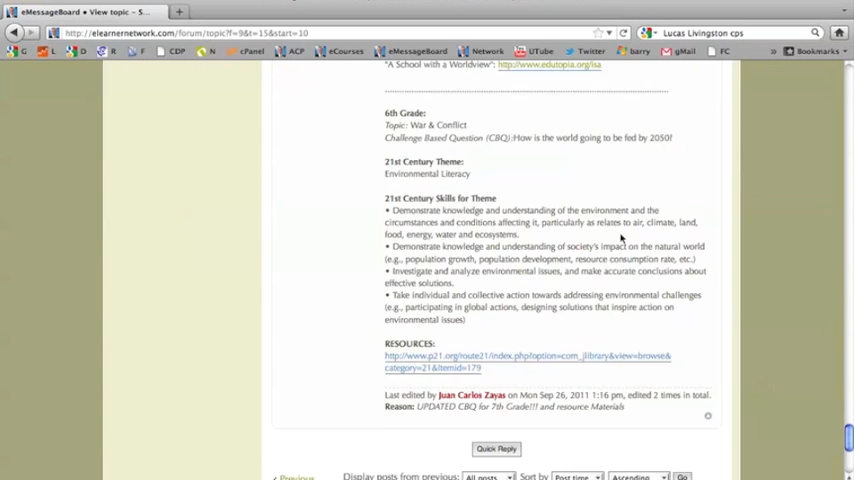 eMessageBoard • View topic – S...
http://elearnernetwork.com/forum/topic?f=9&t=15&start=10
Lucas Livingston cps
G L D R F CDP N cPanel ACP eCourses eMessageBoard Network UTube Twitter barry gMail FC Bookmarks
"A School with a Worldview": http://www.edutopia.org/isa
6th Grade:
Topic: War & Conflict
Challenge Based Question (CBQ):How is the world going to be fed by 2050?
21st Century Theme:
Environmental Literacy
21st Century Skills for Theme
• Demonstrate knowledge and understanding of the environment and the
circumstances and conditions affecting it, particularly as relates to air, climate, land,
food, energy, water and ecosystems.
• Demonstrate knowledge and understanding of society's impact on the natural world
(e.g., population growth, population development, resource consumption rate, etc.)
• Investigate and analyze environmental issues, and make accurate conclusions about
effective solutions.
• Take individual and collective action towards addressing environmental challenges
(e.g., participating in global actions, designing solutions that inspire action on
environmental issues)
RESOURCES:
http://www.p21.org/route21/index.php?option=com_jlibrary&view=browse&
category=21&Itemid=179
Last edited by Juan Carlos Zayas on Mon Sep 26, 2011 1:16 pm, edited 2 times in total.
Reason: UPDATED CBQ for 7th Grade!!! and resource Materials
Quick Reply
Previous Display posts from previous: All posts Sort by Post time Ascending Go